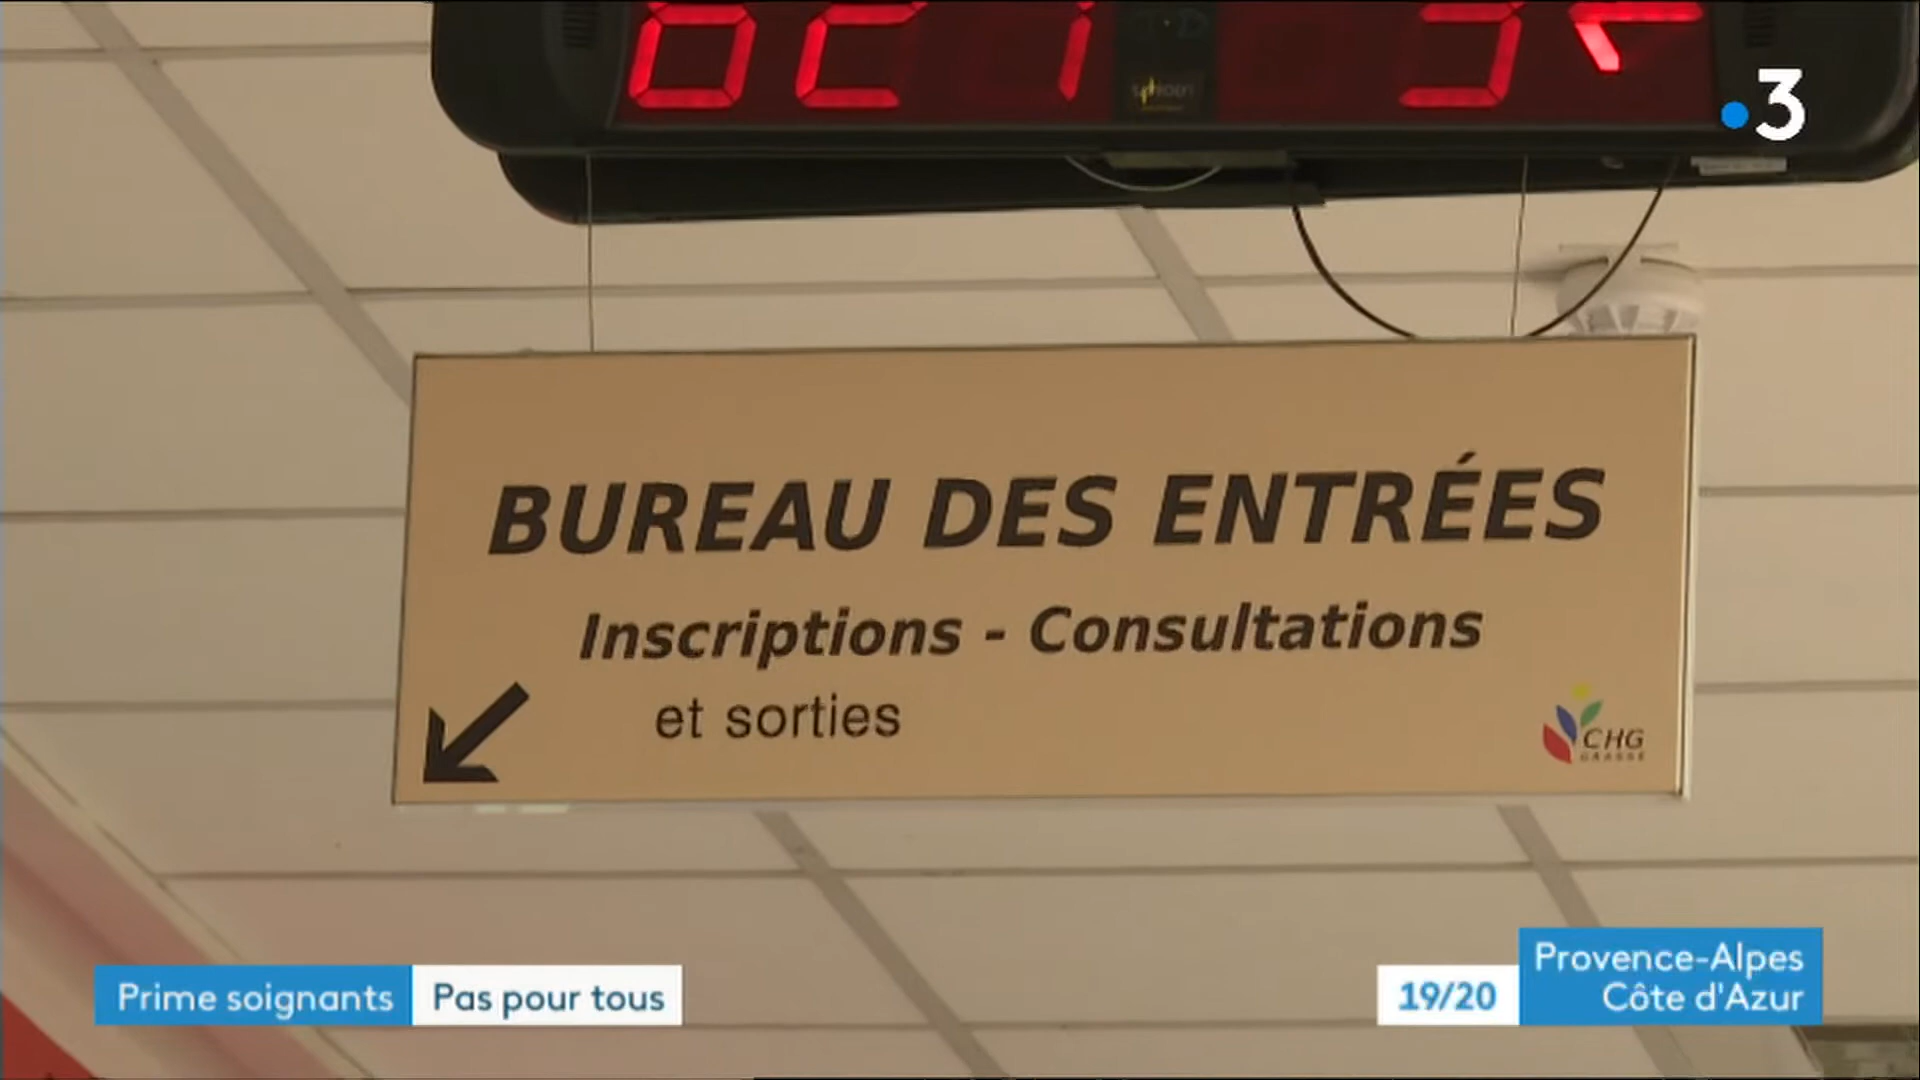 3
BUREAU DES ENTRÉES
Inscriptions - Consultations
et sorties
CHG
GRASSE
Prime soignants
Pas pour tous
19/20
Provence-Alpes
Côte d'Azur